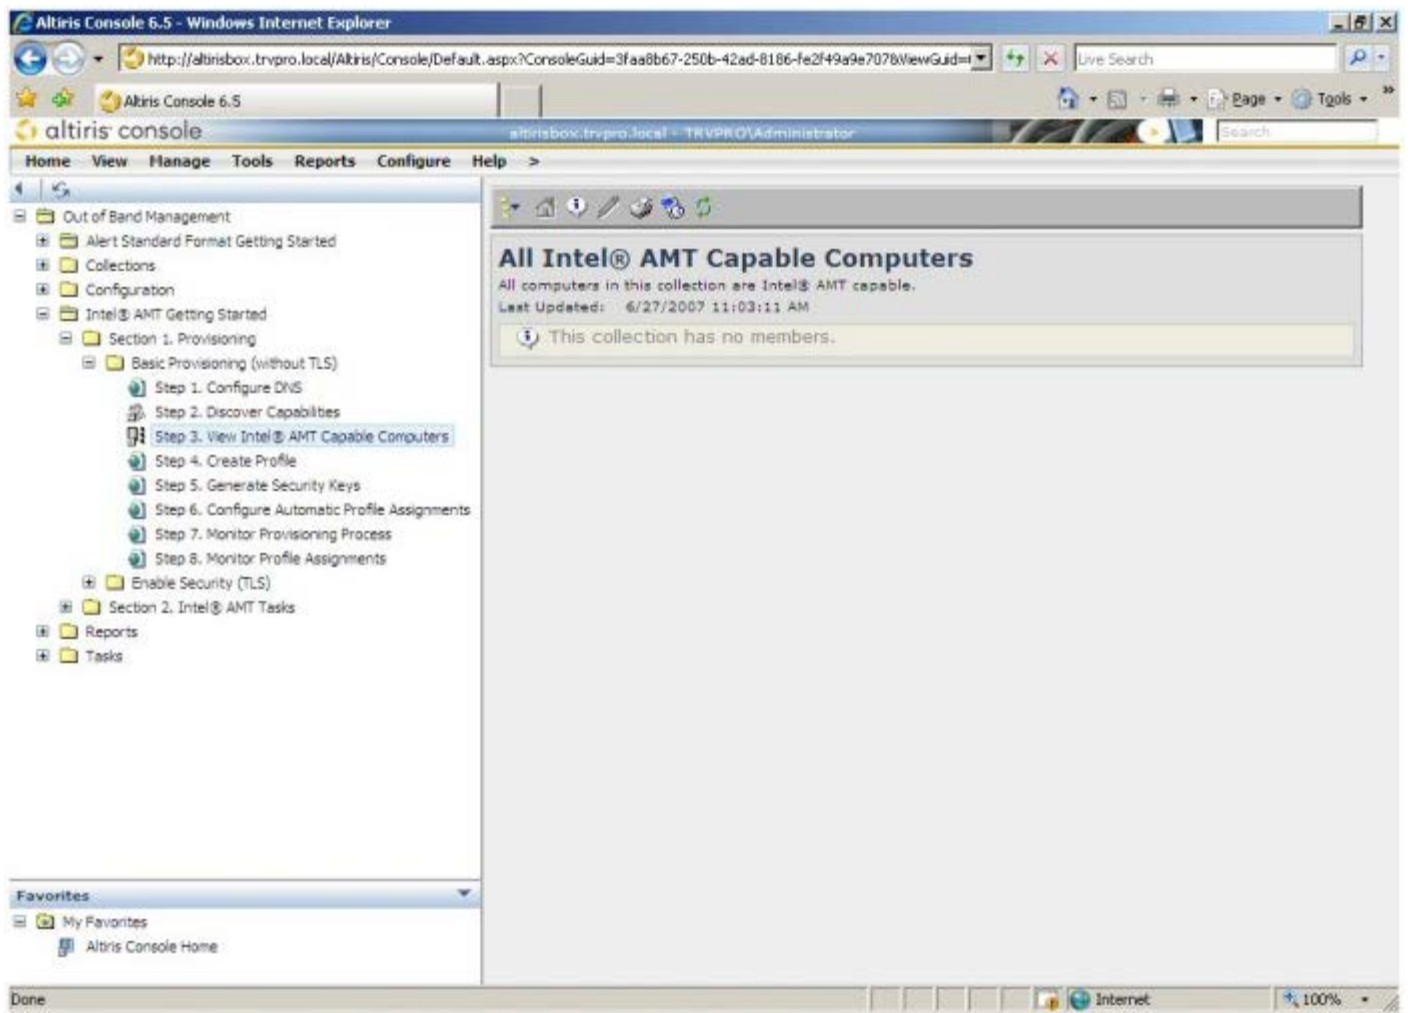 Altiris Console 6.5 - Windows Internet Explorer
http://altirisbox.trvpro.local/Altiris/Console/Default.aspx?ConsoleGuid=3faa8b67-250b-42ad-8186-fe2f49a9e707&ViewGuid=
Live Search
Altiris Console 6.5
Page
Tools
altiris console
altirisbox.trvpro.local - TRVPRO\Administrator
Search
Home View Manage Tools Reports Configure Help >
Out of Band Management
Alert Standard Format Getting Started
Collections
Configuration
Intel® AMT Getting Started
Section 1. Provisioning
Basic Provisioning (without TLS)
Step 1. Configure DNS
Step 2. Discover Capabilities
Step 3. View Intel® AMT Capable Computers
Step 4. Create Profile
Step 5. Generate Security Keys
Step 6. Configure Automatic Profile Assignments
Step 7. Monitor Provisioning Process
Step 8. Monitor Profile Assignments
Enable Security (TLS)
Section 2. Intel® AMT Tasks
Reports
Tasks
All Intel® AMT Capable Computers
All computers in this collection are Intel® AMT capable.
Last Updated: 6/27/2007 11:03:11 AM
This collection has no members.
Favorites
My Favorites
Altiris Console Home
Done
Internet
100%